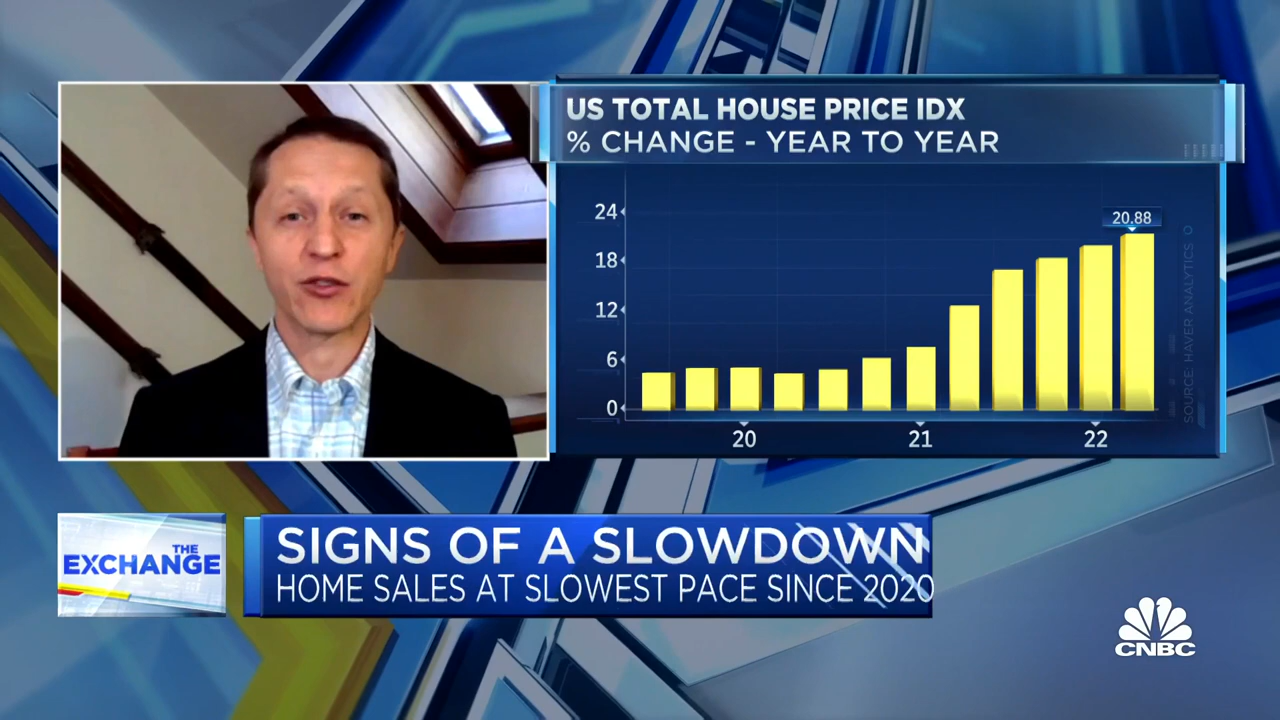 US TOTAL HOUSE PRICE IDX
% CHANGE - YEAR TO YEAR
24
18
12
6
0
20.88
20
21
22
SOURCE: HAVER ANALYTICS
THE
EXCHANGE
SIGNS OF A SLOWDOWN
HOME SALES AT SLOWEST PACE SINCE 2020
CNBC